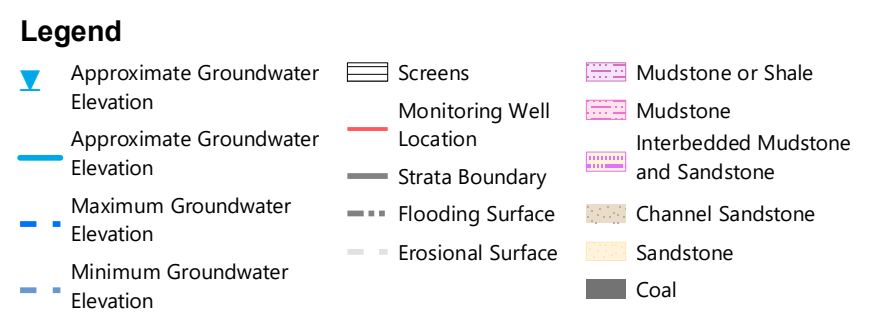 Legend
Approximate Groundwater
Elevation
Approximate Groundwater
Elevation
Maximum Groundwater
Elevation
Minimum Groundwater
Elevation
Screens
Monitoring Well
Location
Strata Boundary
Flooding Surface
Erosional Surface
Mudstone or Shale
Mudstone
Interbedded Mudstone
and Sandstone
Channel Sandstone
Sandstone
Coal